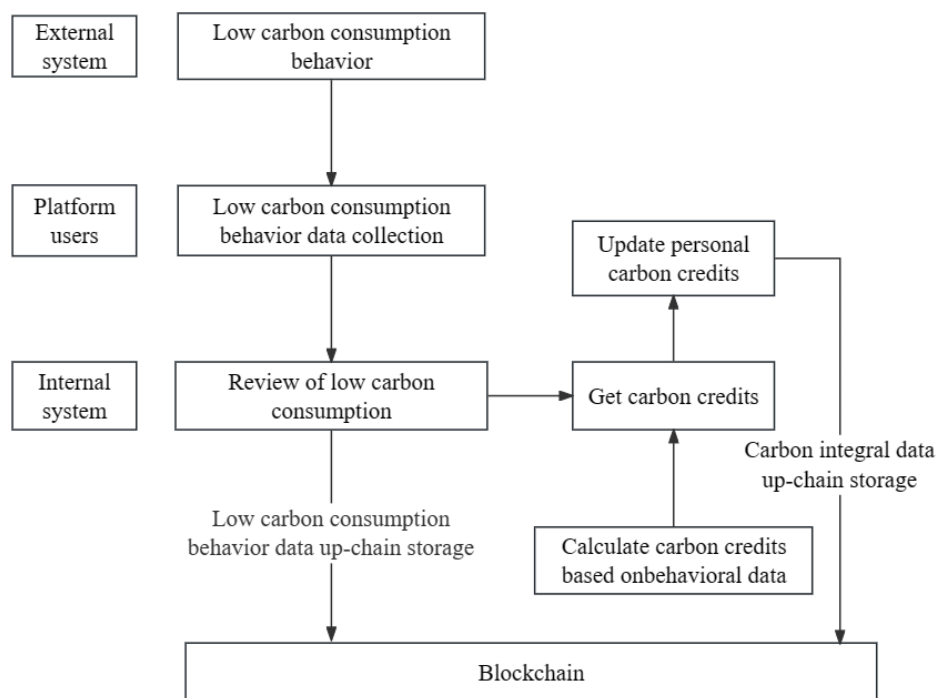 External
system
Low carbon consumption
behavior
Platform
users
Low carbon consumption
behavior data collection
Update personal
carbon credits
Internal
system
Review of low carbon
consumption
Get carbon credits
Carbon integral data
up-chain storage
Low carbon consumption
behavior data up-chain storage
Calculate carbon credits
based onbehavioral data
Blockchain